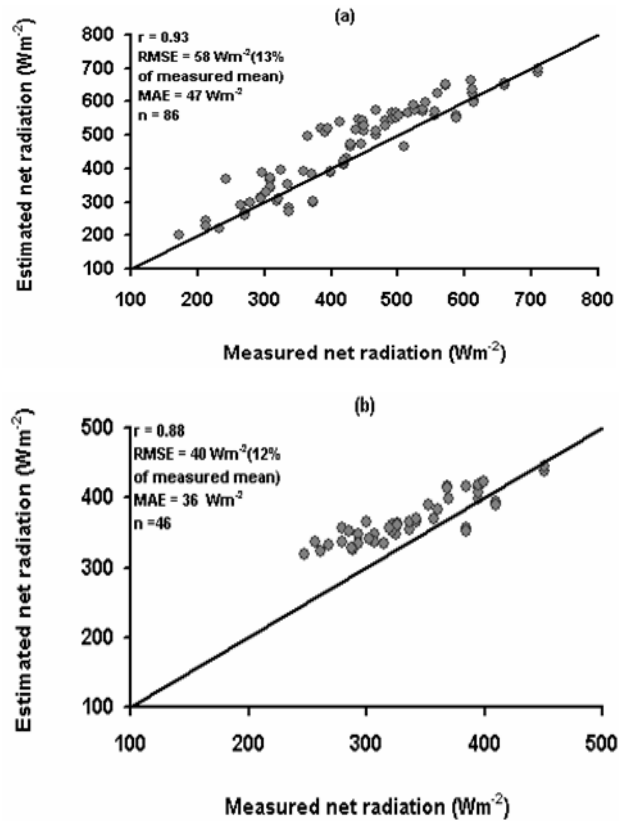 (a)
r = 0.93
RMSE = 58 Wm-2(13%
of measured mean)
MAE = 47 Wm-2
n = 86
Estimated net radiation (Wm-2)
800
700
600
500
400
300
200
100
100 200 300 400 500 600 700 800
Measured net radiation (Wm-2)
(b)
r = 0.88
RMSE = 40 Wm-2(12%
of measured mean)
MAE = 36 Wm-2
n =46
Estimated net radiation (Wm-2)
500
400
300
200
100
100 200 300 400 500
Measured net radiation (Wm-2)